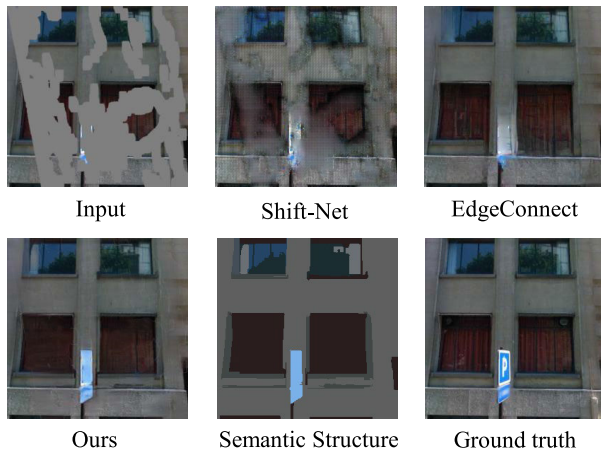 Input
Shift-Net
EdgeConnect
P
Ours
Semantic Structure
Ground truth